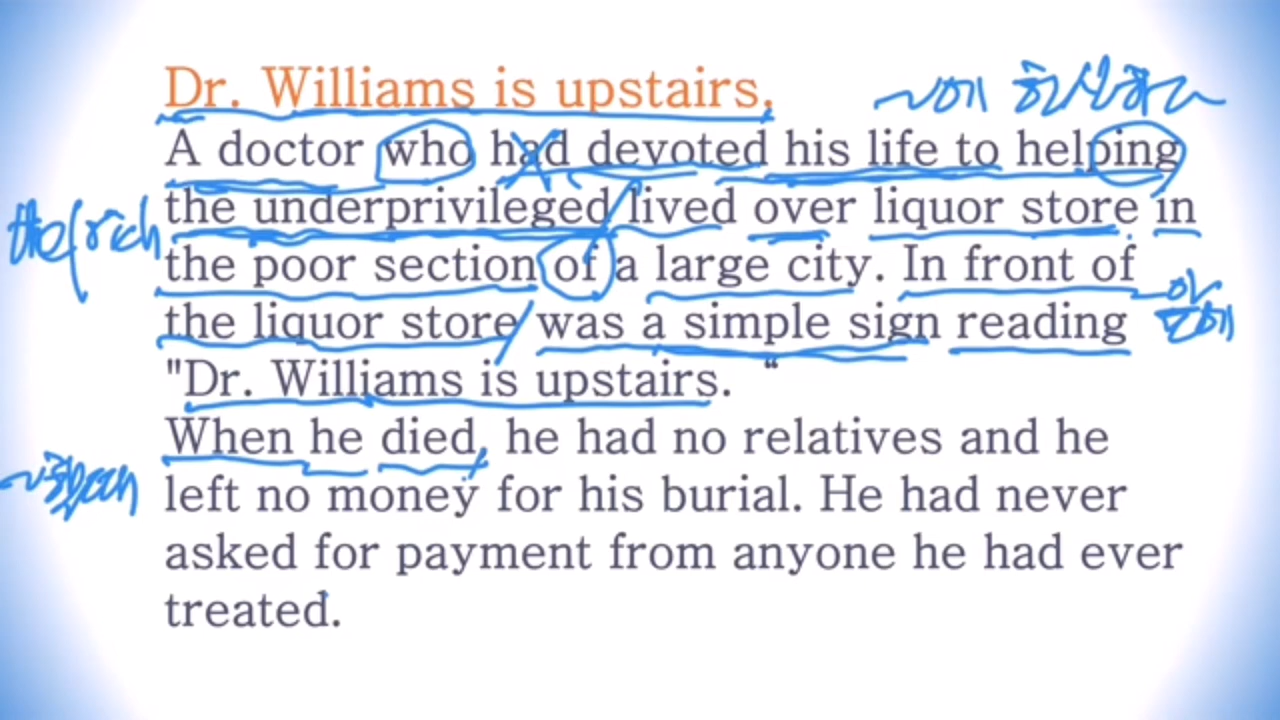 Dr. Williams is upstairs,
~에 헌신하다
A doctor who had devoted his life to helping
the underprivileged lived over liquor store in
the rich
the poor section of a large city. In front of
the liquor store was a simple sign reading
"Dr. Williams is upstairs. “
When he died, he had no relatives and he
left no money for his burial. He had never
asked for payment from anyone he had ever
treated.